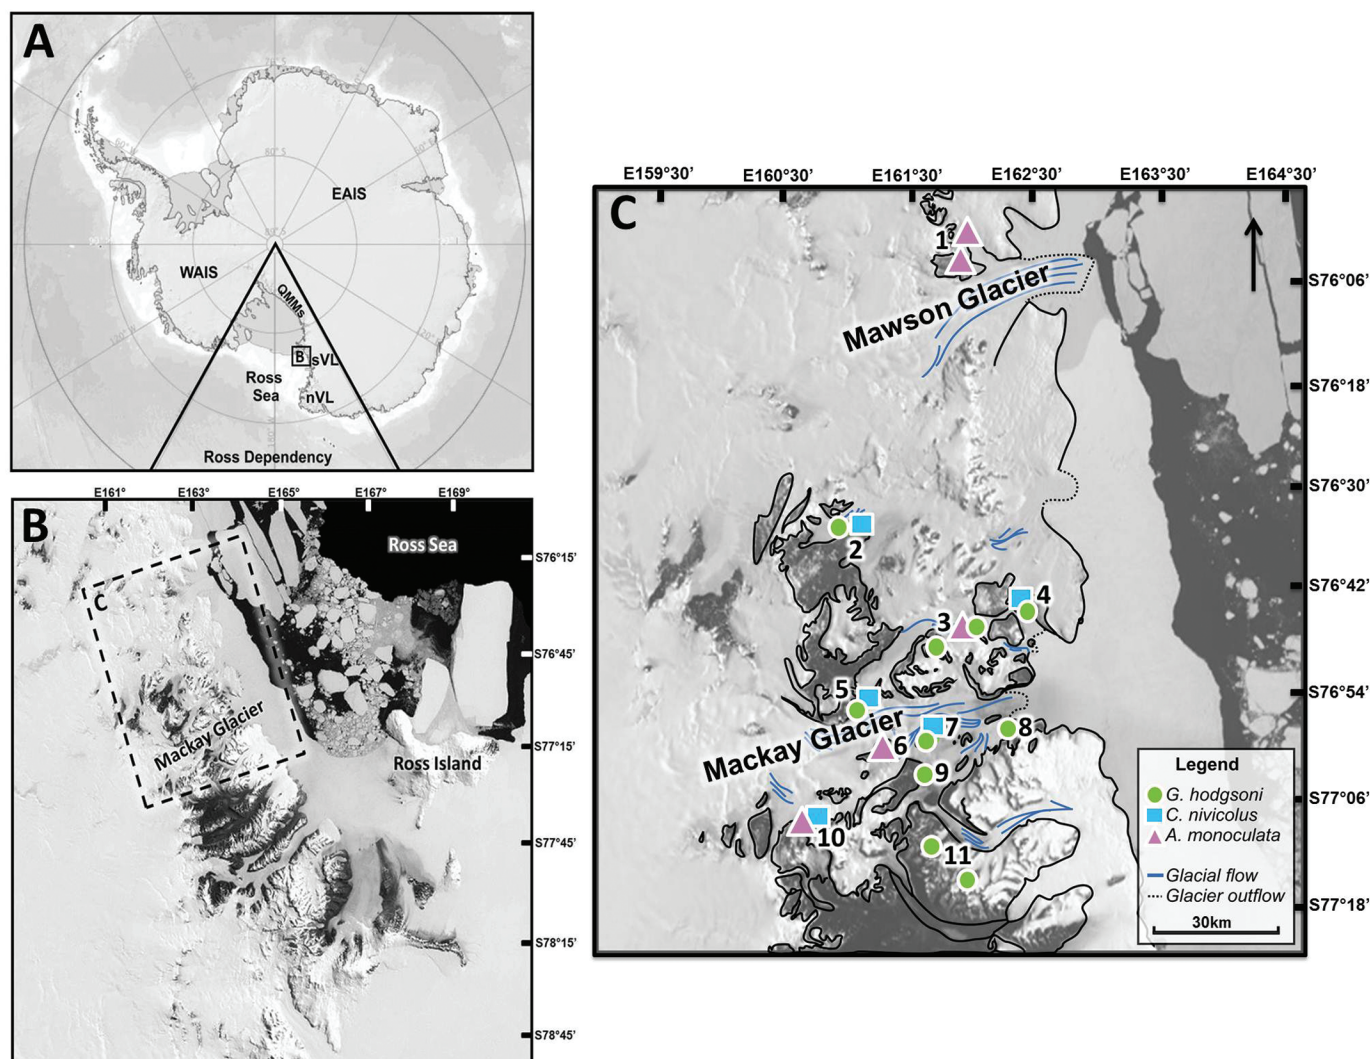 A
EAIS
WAIS
QMMs
B
sVL
Ross
Sea
nVL
Ross Dependency
80° S
B
E161° E163° E165° E167° E169°
Ross Sea
S76°15'
C
S76°45'
Mackay Glacier
S77°15'
Ross Island
S77°45'
S78°15'
S78°45'
E159°30' E160°30' E161°30' E162°30' E163°30' E164°30'
C
1
S76°06'
Mawson Glacier
S76°18'
S76°30'
2
S76°42'
4
3
5
S76°54'
Mackay Glacier
6
7
8
9
S77°06'
10
11
S77°18'
Legend
G. hodgsoni
C. nivicolus
A. monoculata
Glacial flow
Glacier outflow
30km